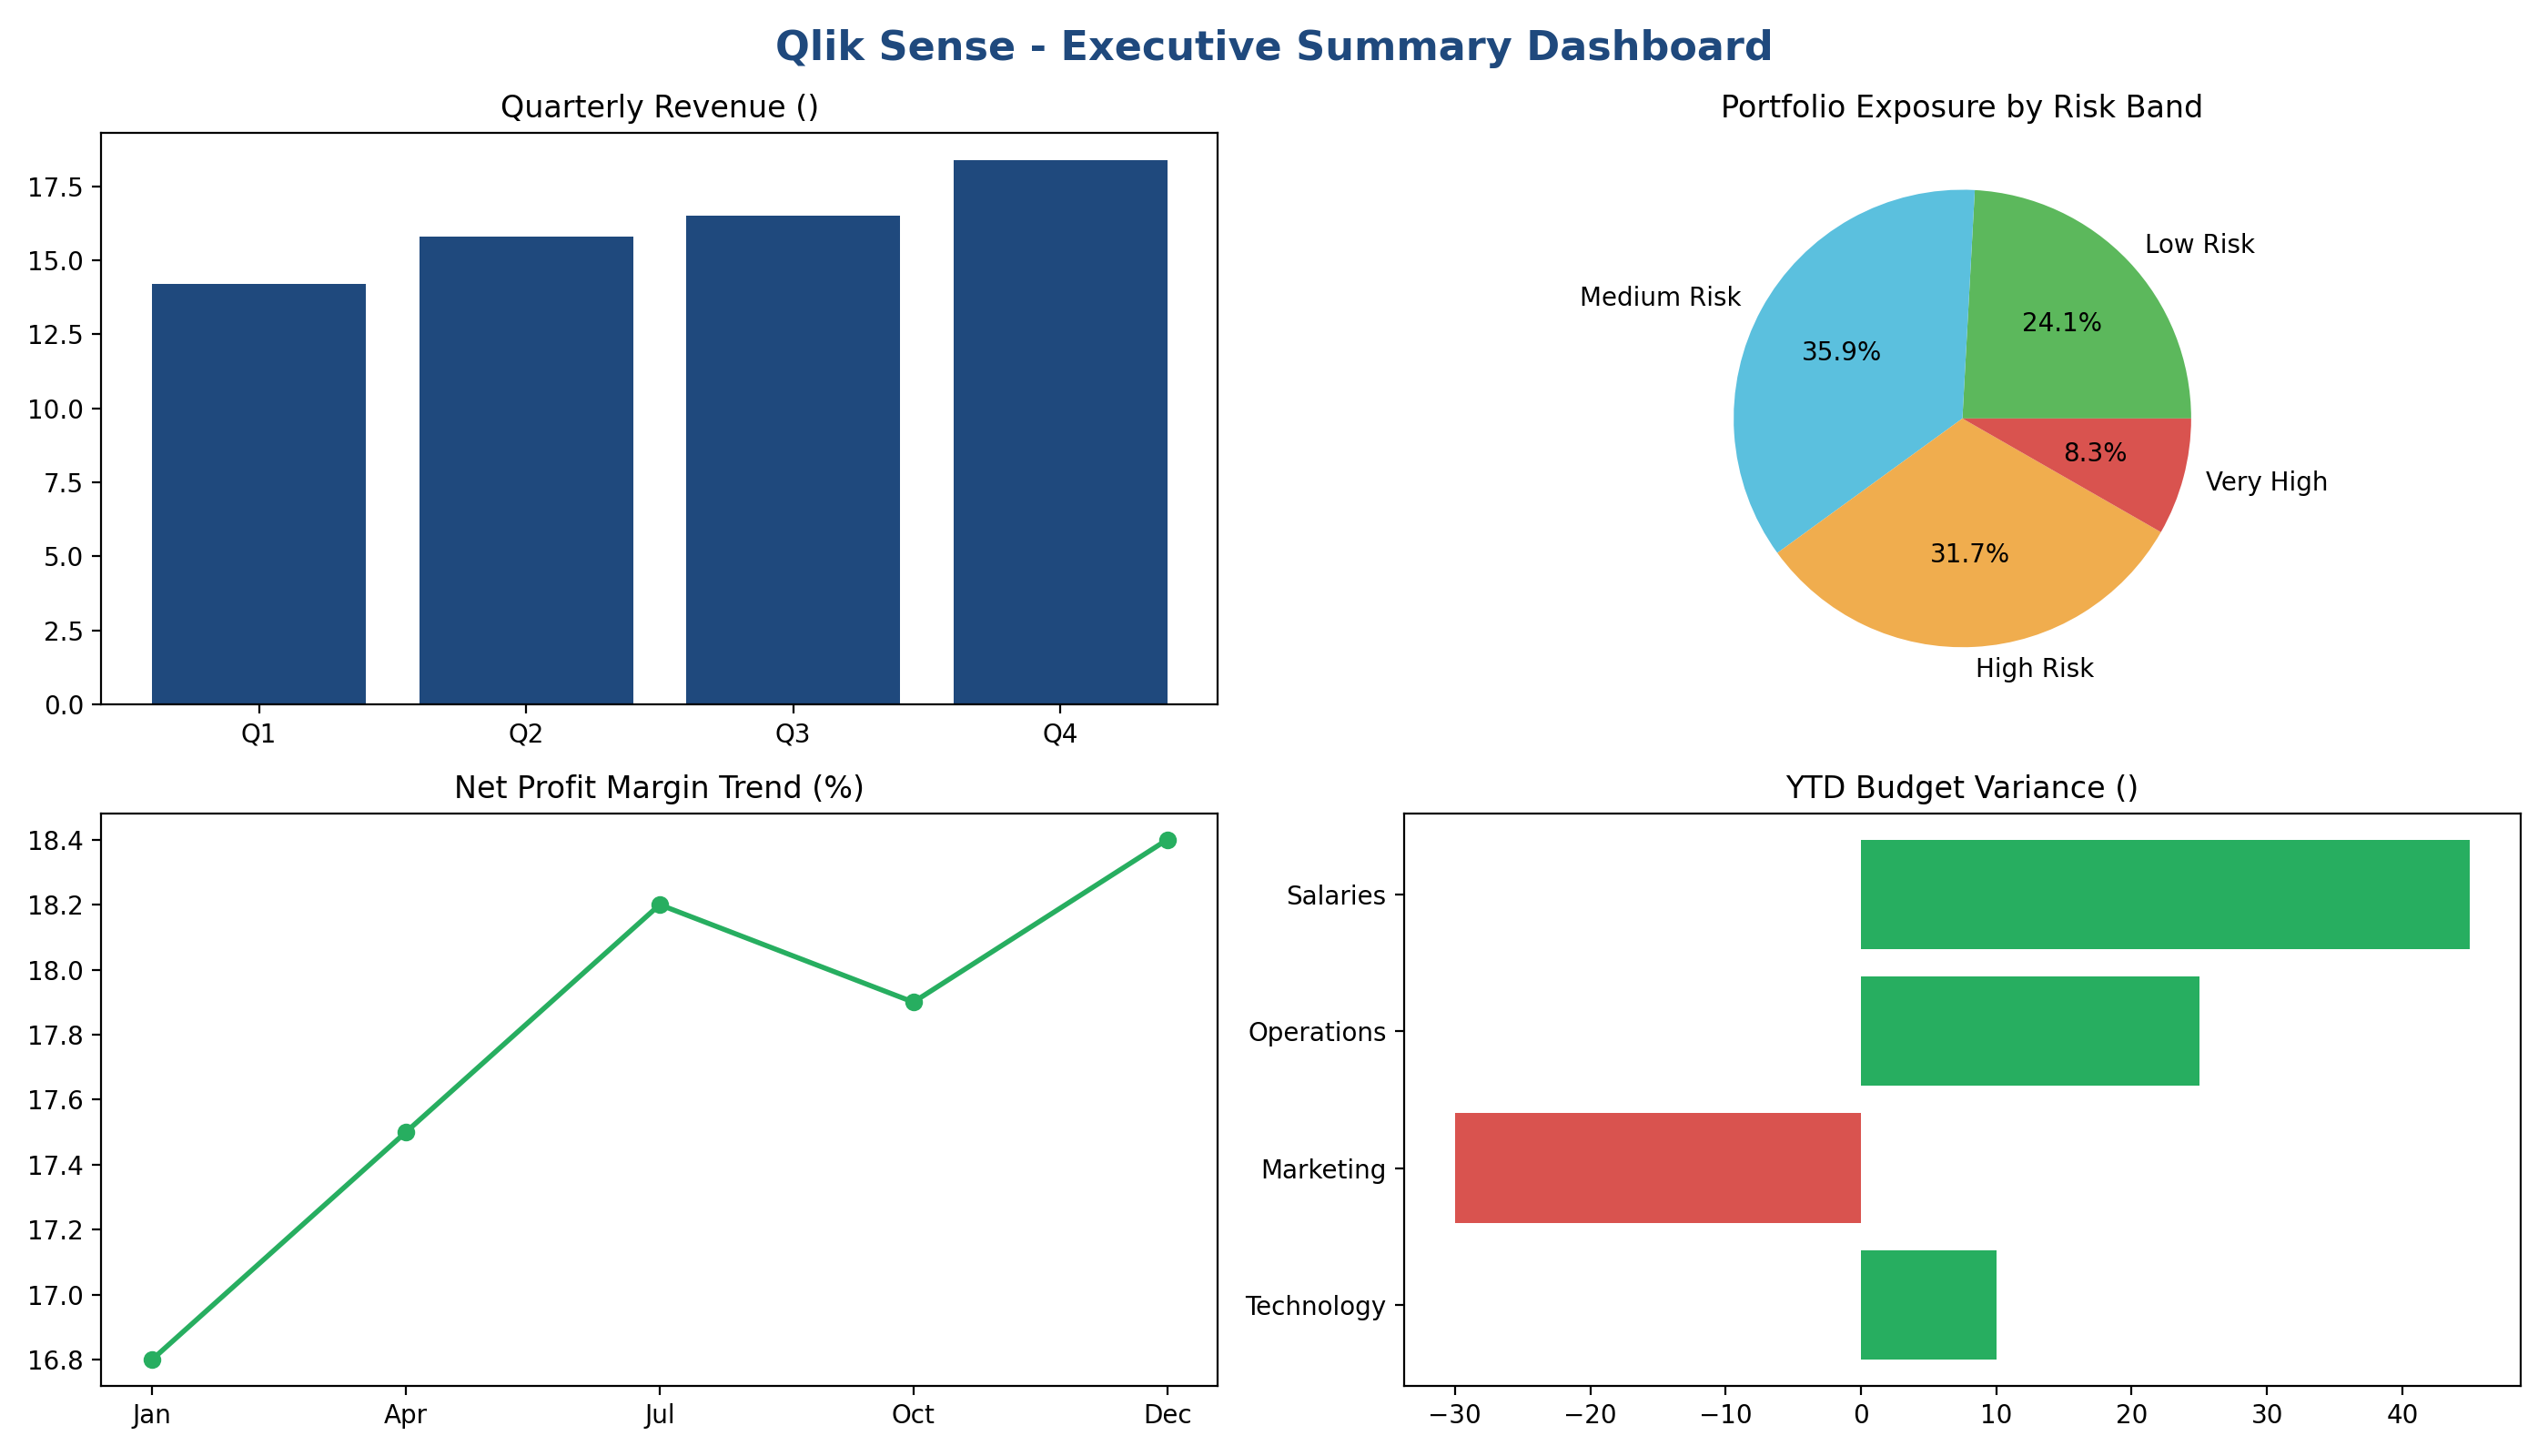 Qlik Sense - Executive Summary Dashboard
Quarterly Revenue ()
17.5
15.0
12.5
10.0
7.5
5.0
2.5
0.0
Q1 Q2 Q3 Q4
Portfolio Exposure by Risk Band
Low Risk
Medium Risk
24.1%
35.9%
8.3%
Very High
31.7%
High Risk
Net Profit Margin Trend (%)
18.4
18.2
18.0
17.8
17.6
17.4
17.2
17.0
16.8
Jan Apr Jul Oct Dec
YTD Budget Variance ()
Salaries
Operations
Marketing
Technology
−30 −20 −10 0 10 20 30 40